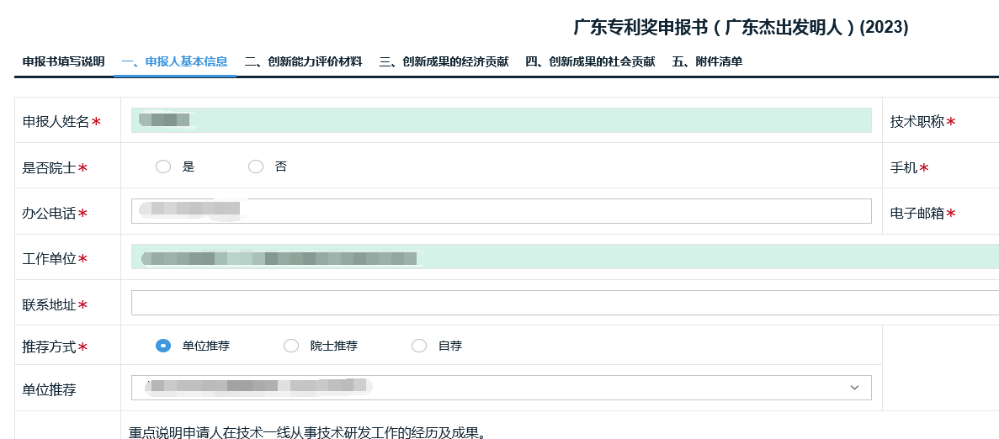 广东专利奖申报书（广东杰出发明人）(2023)
申报书填写说明 一、申报人基本信息 二、创新能力评价材料 三、创新成果的经济贡献 四、创新成果的社会贡献 五、附件清单
申报人姓名* 技术职称*
是否院士* 是 否 手机*
办公电话* 电子邮箱*
工作单位*
联系地址*
推荐方式* 单位推荐 院士推荐 自荐
单位推荐
重点说明申请人在技术一线从事技术研发工作的经历及成果。